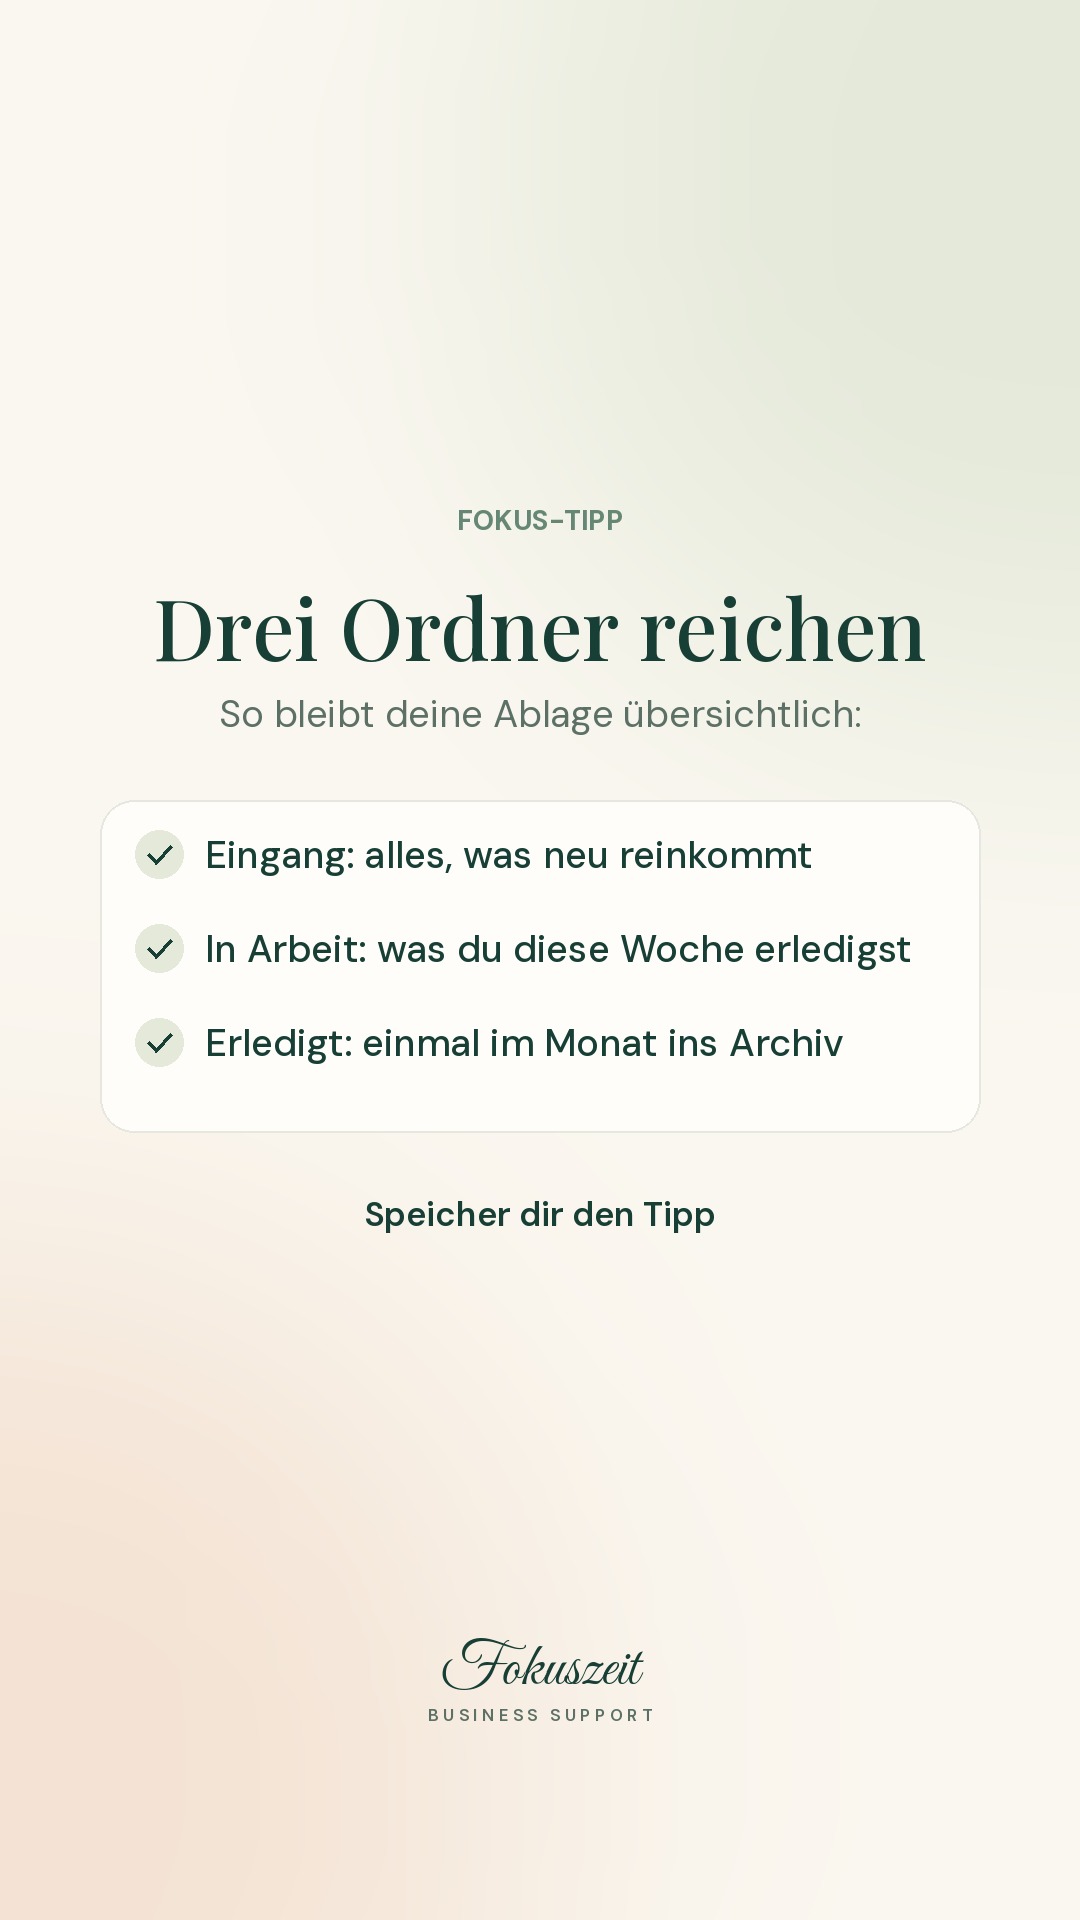 FOKUS-TIPP
Drei Ordner reichen
So bleibt deine Ablage übersichtlich:
Eingang: alles, was neu reinkommt
In Arbeit: was du diese Woche erledigst
Erledigt: einmal im Monat ins Archiv
Speicher dir den Tipp
Fokuszeit
BUSINESS SUPPORT